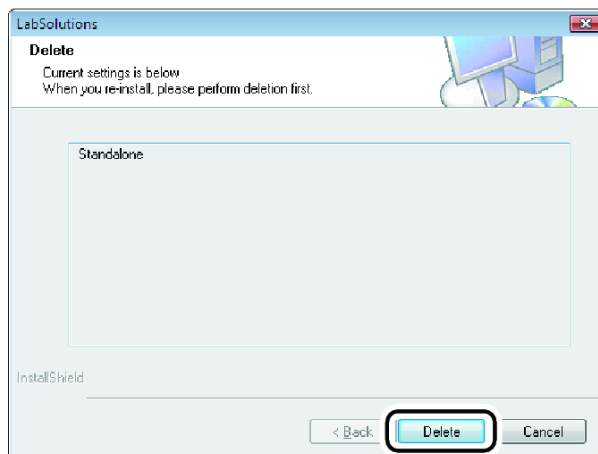 LabSolutions
Delete
Current settings is below
When you re-install, please perform deletion first.
Standalone
InstallShield
< Back
Delete
Cancel